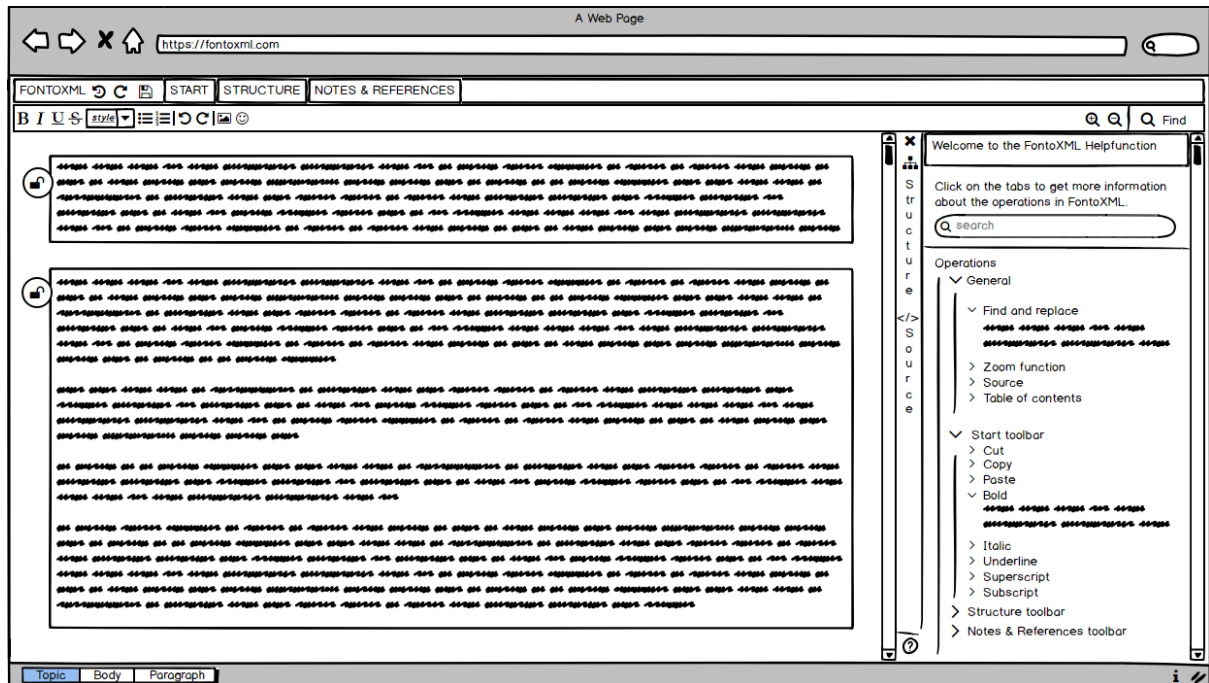 A Web Page
https://fontoxml.com
FONTOXML START STRUCTURE NOTES & REFERENCES
B I U S style Find
Welcome to the FontoXML Helpfunction
Click on the tabs to get more information
about the operations in FontoXML.
search
Structure
</> Source
Operations
General
Find and replace
Zoom function
Source
Table of contents
Start toolbar
Cut
Copy
Paste
Bold
Italic
Underline
Superscript
Subscript
Structure toolbar
Notes & References toolbar
?
Topic Body Paragraph i